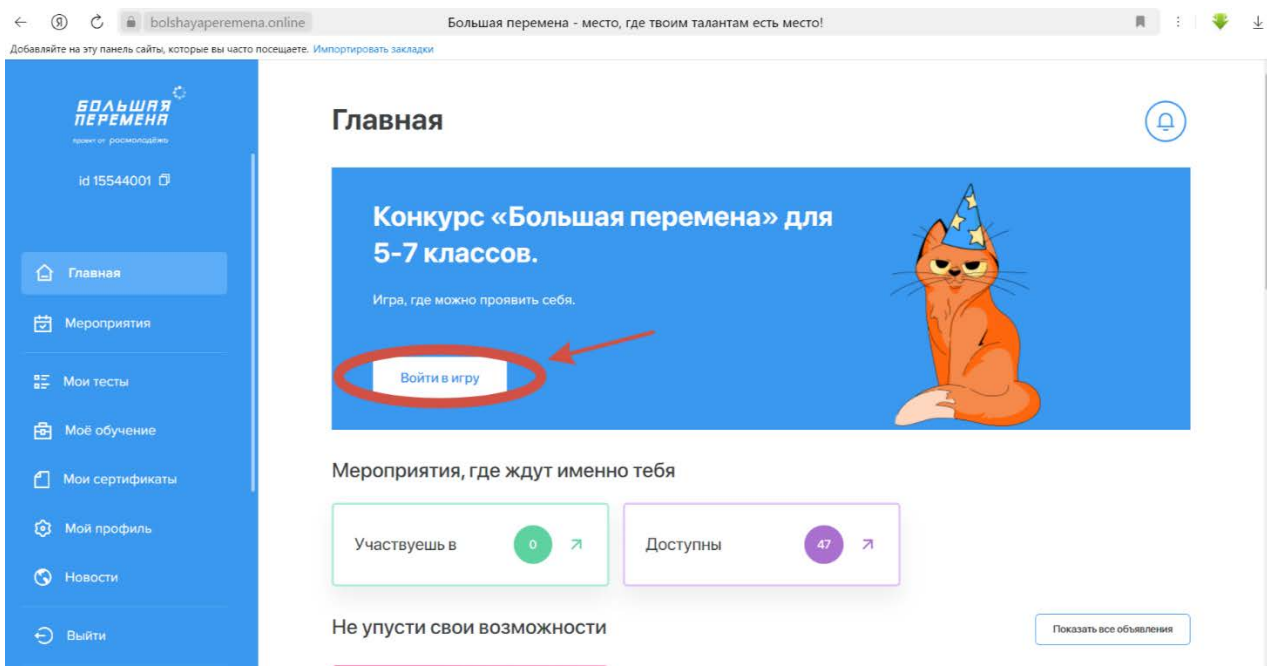 bolshayaperemena.online
Большая перемена - место, где твоим талантам есть место!
Добавляйте на эту панель сайты, которые вы часто посещаете. Импортировать закладки
БОЛЬШАЯ
ПЕРЕМЕНА
проект от росмолодёжь
id 15544001
Главная
Мероприятия
Мои тесты
Моё обучение
Мои сертификаты
Мой профиль
Новости
Выйти
Главная
Конкурс «Большая перемена» для
5-7 классов.
Игра, где можно проявить себя.
Войти в игру
Мероприятия, где ждут именно тебя
Участвуешь в 0
Доступны 47
Не упусти свои возможности
Показать все объявления